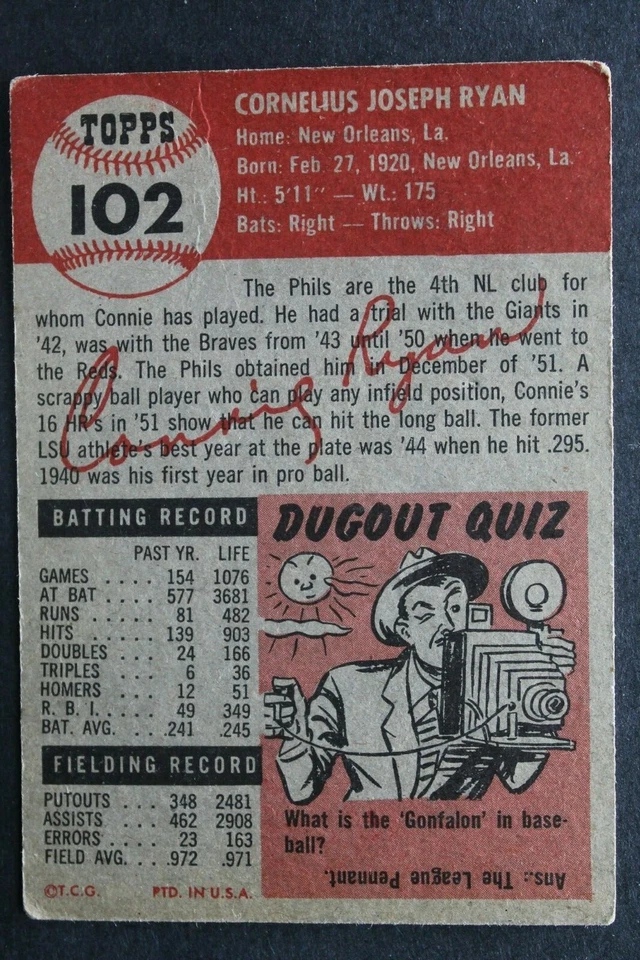 TOPPS
102
CORNELIUS JOSEPH RYAN
Home: New Orleans, La.
Born: Feb. 27, 1920, New Orleans, La.
Ht.: 5'11" — Wt.: 175
Bats: Right — Throws: Right
The Phils are the 4th NL club for
whom Connie has played. He had a trial with the Giants in
'42, was with the Braves from '43 until '50 when he went to
the Reds. The Phils obtained him in December of '51. A
scrappy ball player who can play any infield position, Connie's
16 HR's in '51 show that he can hit the long ball. The former
LSU athlete's best year at the plate was '44 when he hit .295.
1940 was his first year in pro ball.
Connie Ryan
BATTING RECORD
PAST YR. LIFE
GAMES .... 154 1076
AT BAT ... 577 3681
RUNS ..... 81 482
HITS ..... 139 903
DOUBLES ... 24 166
TRIPLES ... 6 36
HOMERS ... 12 51
R. B. I. .... 49 349
BAT. AVG. ... .241 .245
FIELDING RECORD
PUTOUTS ... 348 2481
ASSISTS ... 462 2908
ERRORS .... 23 163
FIELD AVG. ... .972 .971
©T.C.G. PTD. IN U.S.A.
DUGOUT QUIZ
What is the 'Gonfalon' in base-
ball?
Ans.: The League Pennant.